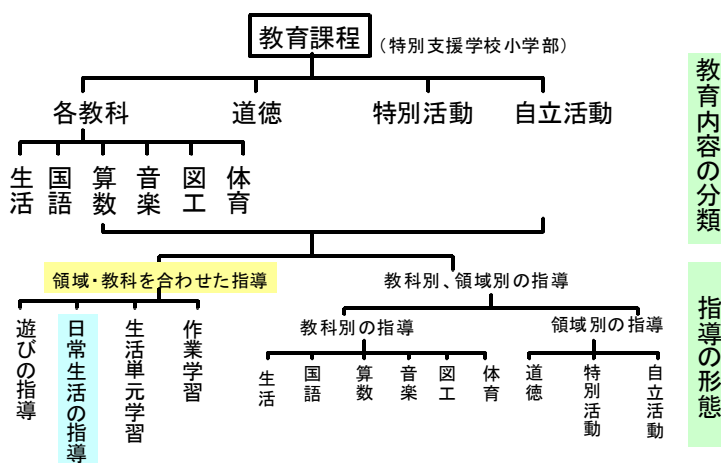 教育課程
(特別支援学校小学部)
各教科
道徳
特別活動
自立活動
生活
国語
算数
音楽
図工
体育
教育内容の分類
領域・教科を合わせた指導
教科別、領域別の指導
遊びの指導
日常生活の指導
生活単元学習
作業学習
教科別の指導
領域別の指導
生活
国語
算数
音楽
図工
体育
道徳
特別活動
自立活動
指導の形態